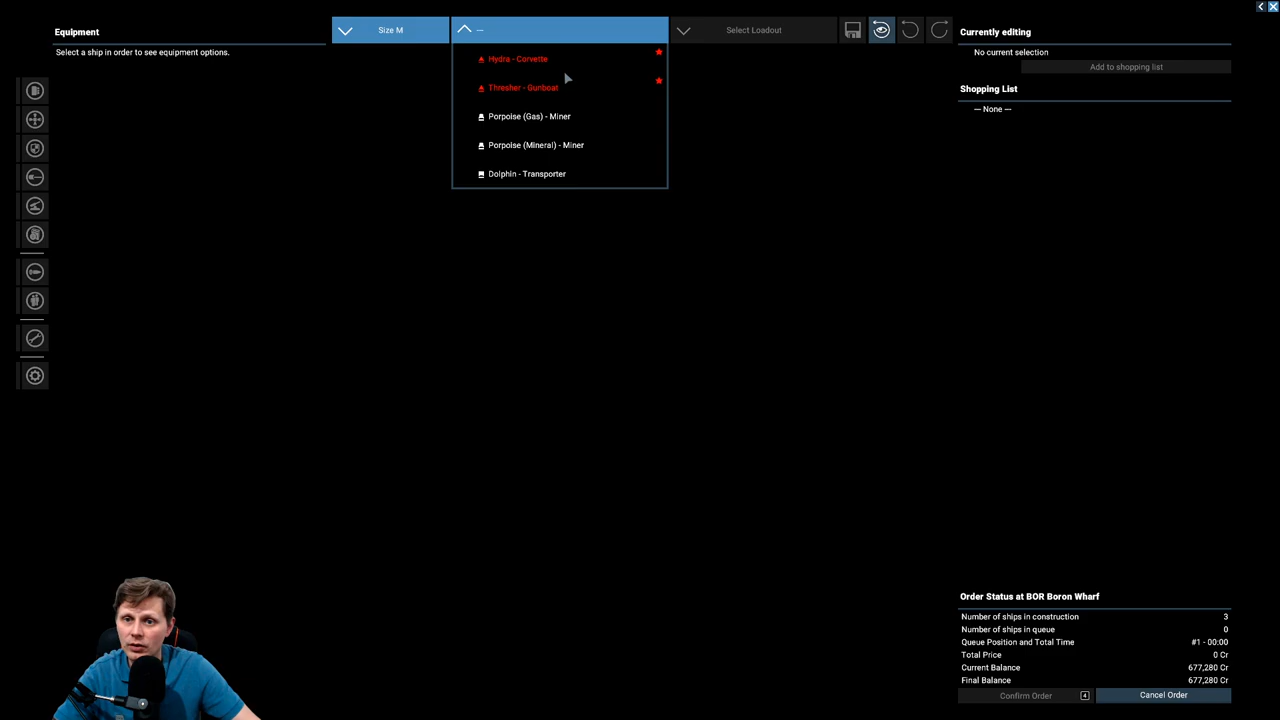 Equipment
Select a ship in order to see equipment options.
Size M
—
Hydra - Corvette
Thresher - Gunboat
Porpoise (Gas) - Miner
Porpoise (Mineral) - Miner
Dolphin - Transporter
Select Loadout
Currently editing
No current selection
Add to shopping list
Shopping List
— None —
Order Status at BOR Boron Wharf
Number of ships in construction 3
Number of ships in queue 0
Queue Position and Total Time #1 - 00:00
Total Price 0 Cr
Current Balance 677,280 Cr
Final Balance 677,280 Cr
Confirm Order 4 Cancel Order